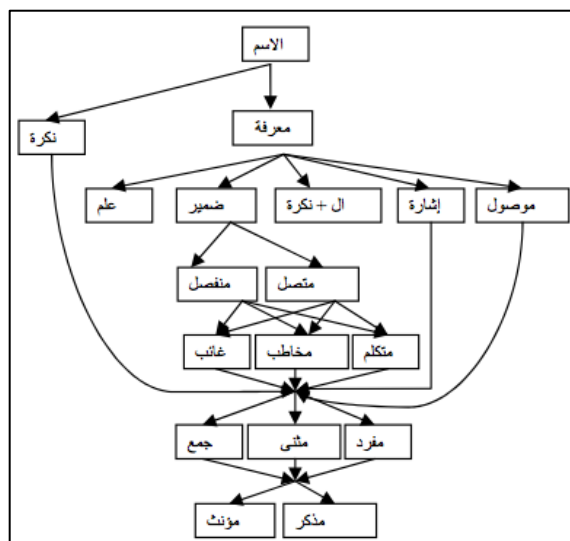 الاسم
معرفة
نكرة
موصول
إشارة
ال + نكرة
ضمير
علم
متصل
منفصل
متكلم
مخاطب
غائب
مفرد
مثنى
جمع
مذكر
مؤنث